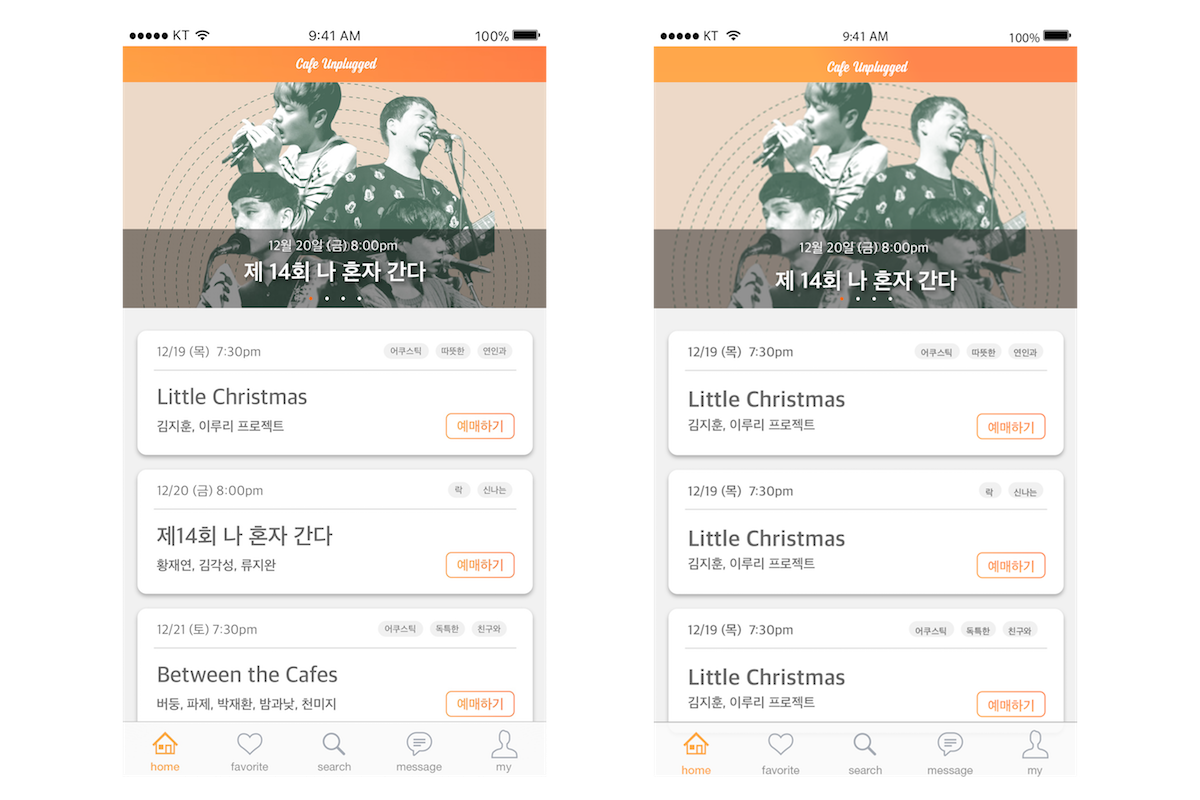 KT 9:41 AM 100%
Cafe Unplugged
12월 20일 (금) 8:00pm
제 14회 나 혼자 간다
12/19 (목) 7:30pm 어쿠스틱 따뜻한 연인과
Little Christmas
김지훈, 이루리 프로젝트
예매하기
12/20 (금) 8:00pm 락 신나는
제14회 나 혼자 간다
황재연, 김각성, 류지완
예매하기
12/21 (토) 7:30pm 어쿠스틱 독특한 친구와
Between the Cafes
버둥, 파제, 박재환, 밤과낮, 천미지
예매하기
home favorite search message my
KT 9:41 AM 100%
Cafe Unplugged
12월 20일 (금) 8:00pm
제 14회 나 혼자 간다
12/19 (목) 7:30pm 어쿠스틱 따뜻한 연인과
Little Christmas
김지훈, 이루리 프로젝트
예매하기
12/19 (목) 7:30pm 락 신나는
Little Christmas
김지훈, 이루리 프로젝트
예매하기
12/19 (목) 7:30pm 어쿠스틱 독특한 친구와
Little Christmas
김지훈, 이루리 프로젝트
예매하기
home favorite search message my